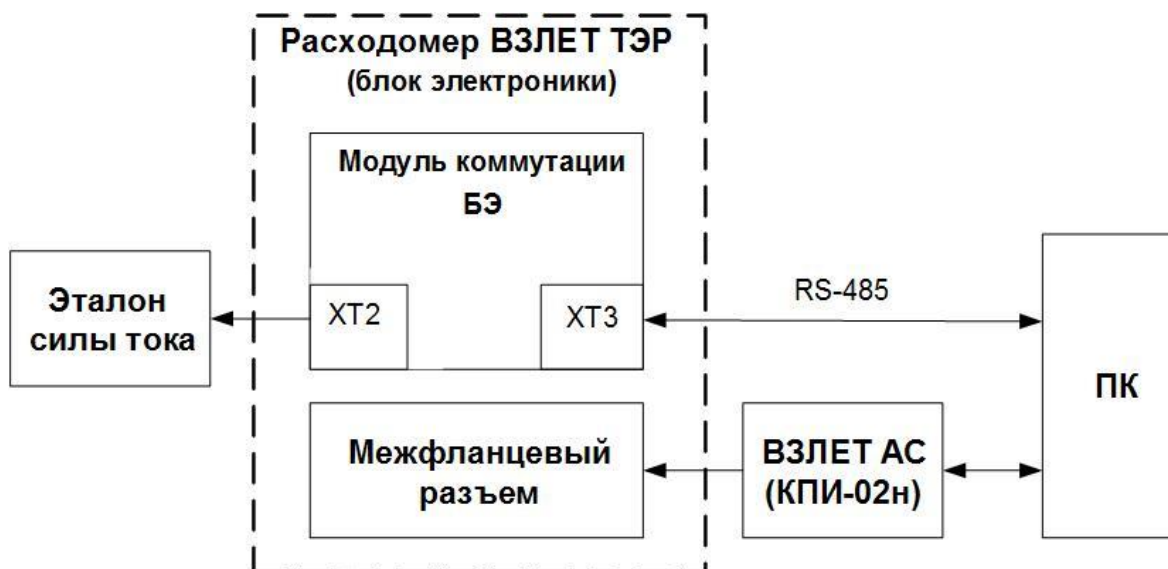 Расходомер ВЗЛЕТ ТЭР
(блок электроники)
Модуль коммутации
БЭ
Эталон
силы тока
XT2
XT3
RS-485
ПК
Межфланцевый
разъем
ВЗЛЕТ АС
(КПИ-02н)